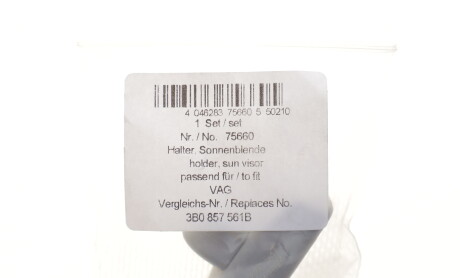 4 046283 75660 5 50210
1 Set / set
Nr. / No. 75660
Halter, Sonnenblende
holder, sun visor
passend für / to fit
VAG
Vergleichs-Nr. / Replaces No.
3B0 857 561B